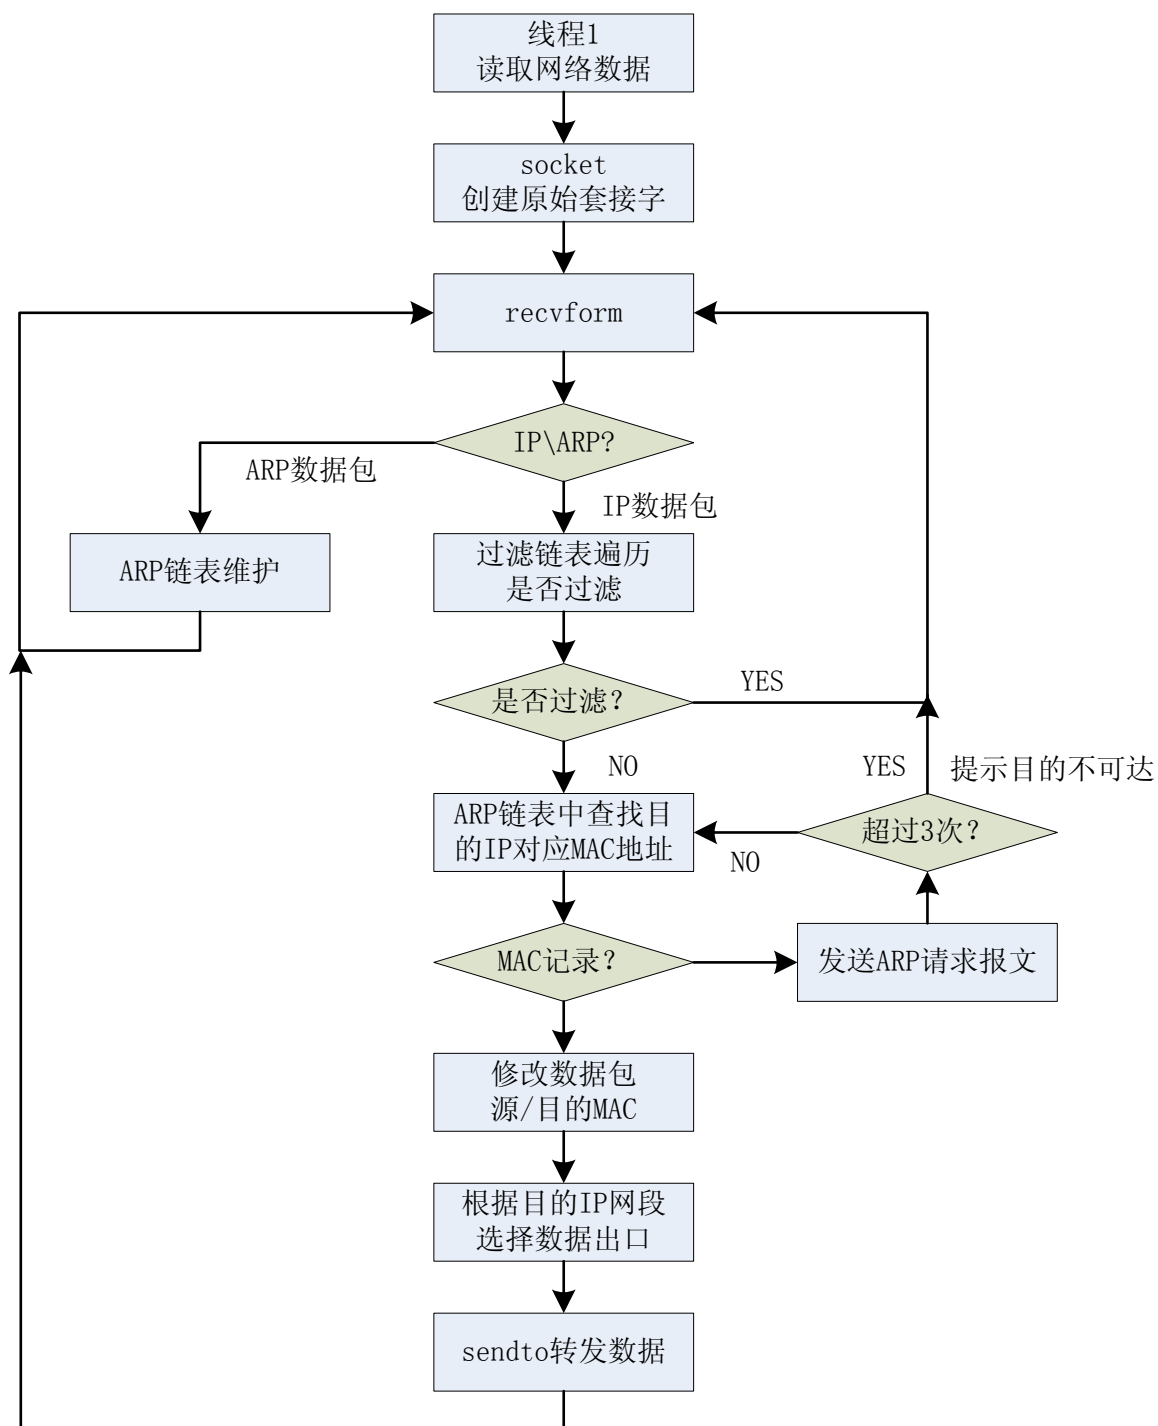 线程1
读取网络数据
socket
创建原始套接字
recvform
IP\ARP?
ARP数据包
IP数据包
ARP链表维护
过滤链表遍历
是否过滤
是否过滤？
YES
NO
YES
提示目的不可达
ARP链表中查找目
的IP对应MAC地址
NO
超过3次？
MAC记录？
发送ARP请求报文
修改数据包
源/目的MAC
根据目的IP网段
选择数据出口
sendto转发数据